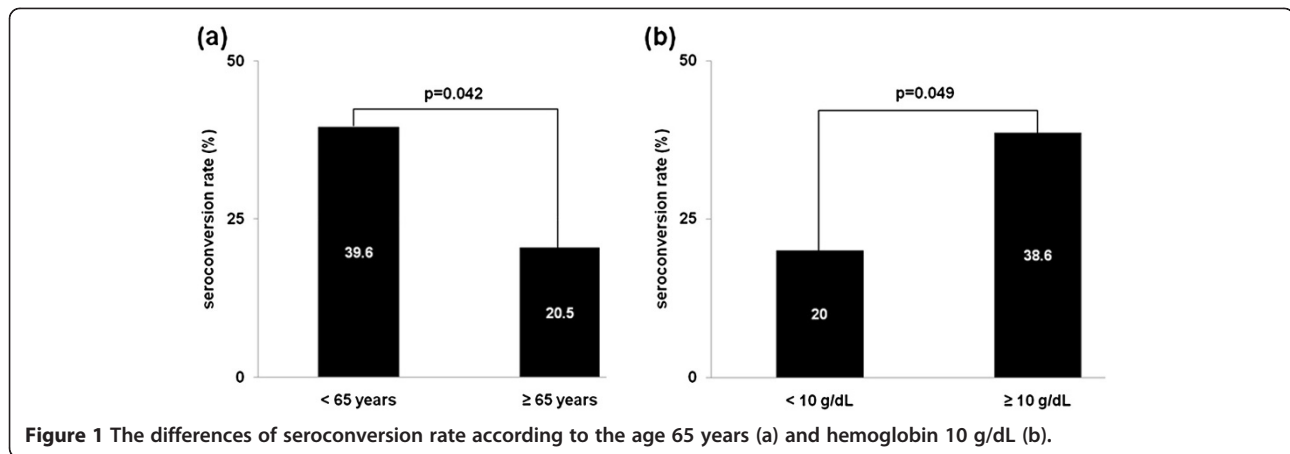 (a)
50
p=0.042
seroconversion rate (%)
25
39.6
20.5
0
< 65 years
≥ 65 years
(b)
50
p=0.049
seroconversion rate (%)
25
38.6
20
0
< 10 g/dL
≥ 10 g/dL
Figure 1 The differences of seroconversion rate according to the age 65 years (a) and hemoglobin 10 g/dL (b).